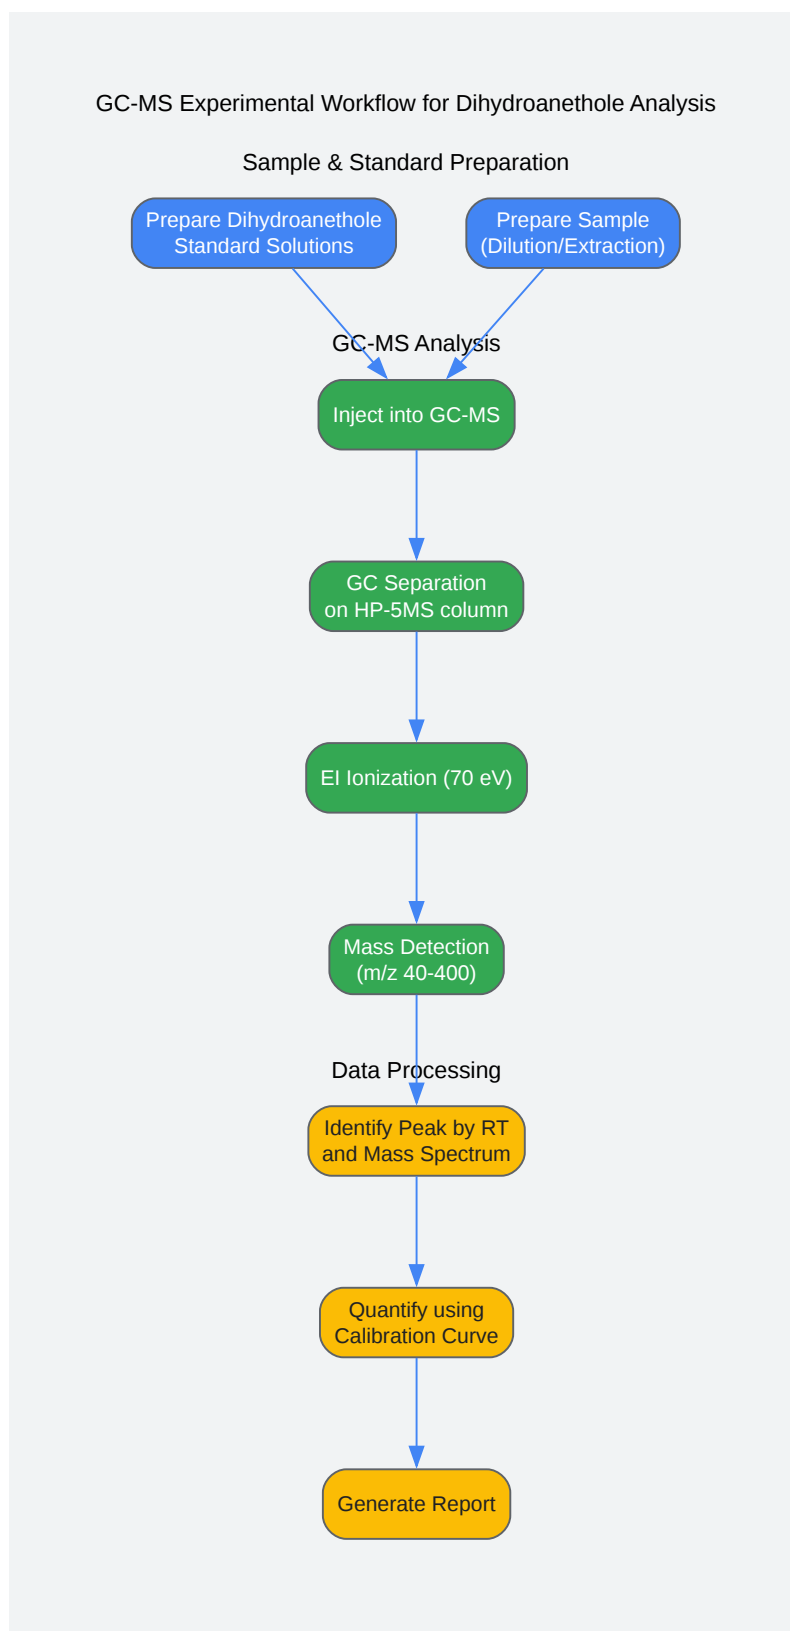 GC-MS Experimental Workflow for Dihydroanethole Analysis
Sample & Standard Preparation
Prepare Dihydroanethole
Standard Solutions
Prepare Sample
(Dilution/Extraction)
GC-MS Analysis
Inject into GC-MS
GC Separation
on HP-5MS column
EI Ionization (70 eV)
Mass Detection
(m/z 40-400)
Data Processing
Identify Peak by RT
and Mass Spectrum
Quantify using
Calibration Curve
Generate Report